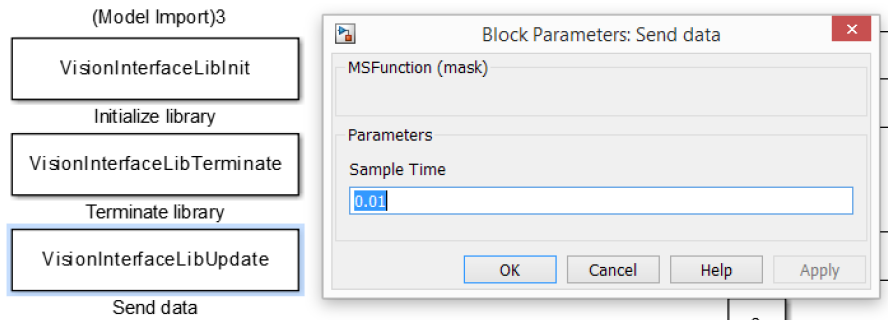 (Model Import)3
VisionInterfaceLibInit
Initialize library
VisionInterfaceLibTerminate
Terminate library
VisionInterfaceLibUpdate
Send data
Block Parameters: Send data
MSFunction (mask)
Parameters
Sample Time
0.01
OK
Cancel
Help
Apply